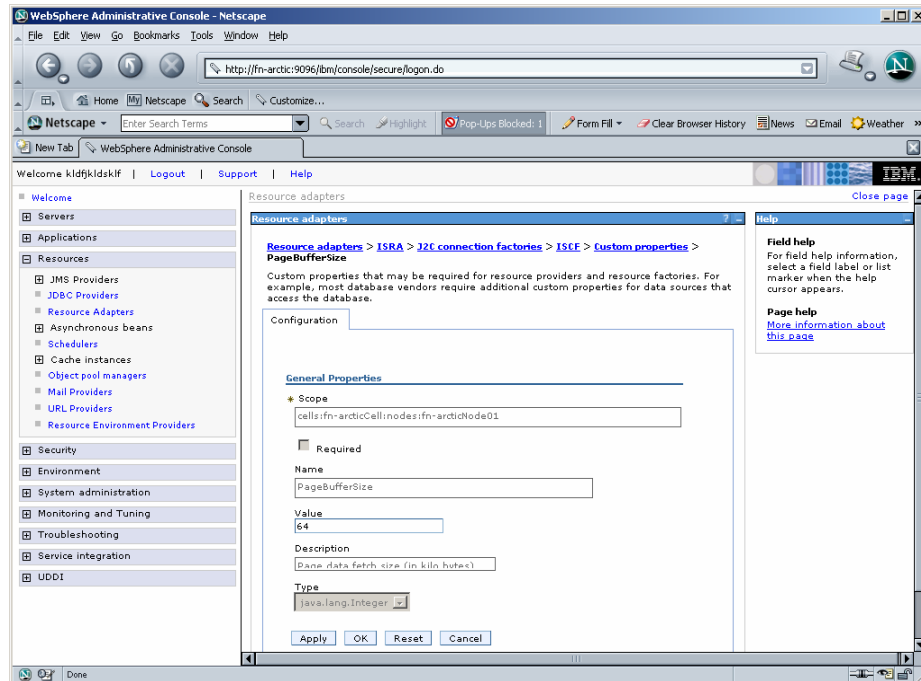 WebSphere Administrative Console - Netscape
File Edit View Go Bookmarks Tools Window Help
http://fn-arctic:9096/ibm/console/secure/logon.do
N
Home My Netscape Search Customize...
Netscape Enter Search Terms Search Highlight Pop-Ups Blocked: 1 Form Fill Clear Browser History News Email Weather »
New Tab WebSphere Administrative Console
Welcome kldfjkldsklf | Logout | Support | Help
IBM.
Welcome
Servers
Applications
Resources
JMS Providers
JDBC Providers
Resource Adapters
Asynchronous beans
Schedulers
Cache instances
Object pool managers
Mail Providers
URL Providers
Resource Environment Providers
Security
Environment
System administration
Monitoring and Tuning
Troubleshooting
Service integration
UDDI
Resource adapters
Close page
Resource adapters ? -
Resource adapters > ISRA > J2C connection factories > ISCF > Custom properties >
PageBufferSize
Custom properties that may be required for resource providers and resource factories. For
example, most database vendors require additional custom properties for data sources that
access the database.
Configuration
General Properties
* Scope
cells:fn-arcticCell:nodes:fn-arcticNode01
Required
Name
PageBufferSize
Value
64
Description
Page data fetch size (in kilo bytes)
Type
java.lang.Integer
Apply OK Reset Cancel
Help -
Field help
For field help information,
select a field label or list
marker when the help
cursor appears.
Page help
More information about
this page
Done